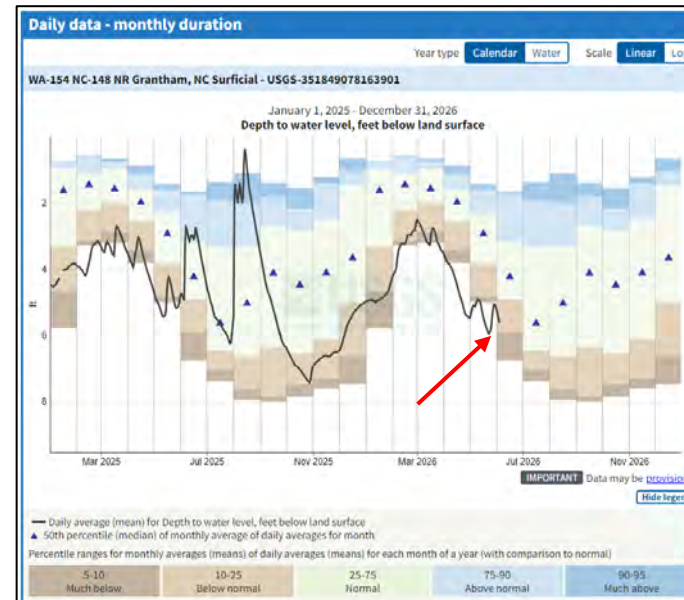 Daily data - monthly duration
Year type Calendar Water Scale Linear Lo
WA-154 NC-148 NR Grantham, NC Surficial - USGS-351849078163901
January 1, 2025 - December 31, 2026
Depth to water level, feet below land surface
2
4
ft
6
8
Mar 2025 Jul 2025 Nov 2025 Mar 2026 Jul 2026 Nov 2026
IMPORTANT Data may be provision
Hide legen
Daily average (mean) for Depth to water level, feet below land surface
50th percentile (median) of monthly average of daily averages for month
Percentile ranges for monthly averages (means) of daily averages (means) for each month of a year (with comparison to normal)
5-10 10-25 25-75 75-90 90-95
Much below Below normal Normal Above normal Much above